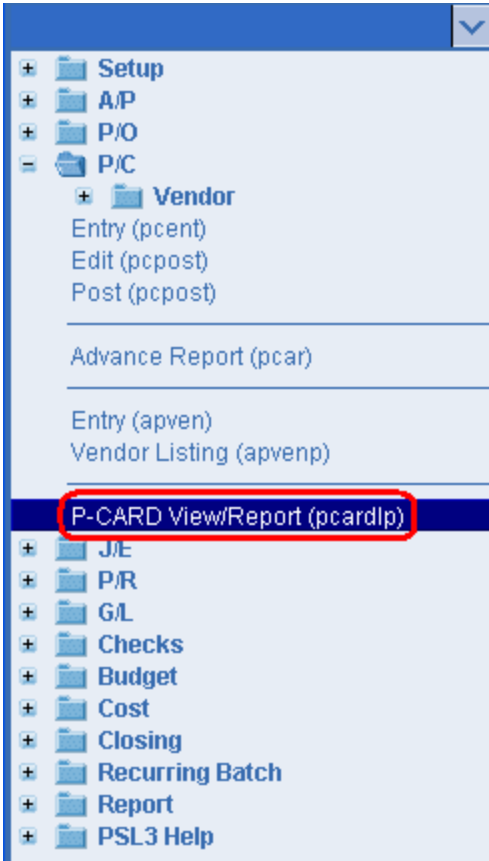 Setup
A/P
P/O
P/C
Vendor
Entry (pcent)
Edit (pcpost)
Post (pcpost)
Advance Report (pcar)
Entry (apven)
Vendor Listing (apvenp)
P-CARD View/Report (pcardlp)
J/E
P/R
G/L
Checks
Budget
Cost
Closing
Recurring Batch
Report
PSL3 Help